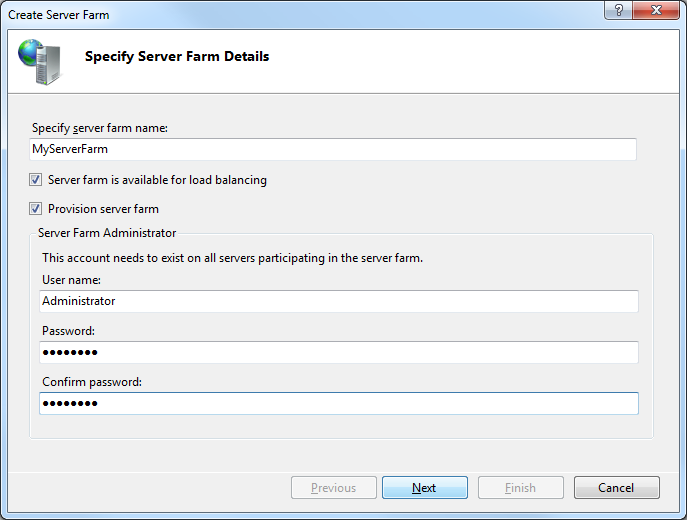 Create Server Farm
?
Specify Server Farm Details
Specify server farm name:
MyServerFarm
Server farm is available for load balancing
Provision server farm
Server Farm Administrator
This account needs to exist on all servers participating in the server farm.
User name:
Administrator
Password:
●●●●●●●●
Confirm password:
●●●●●●●●
Previous Next Finish Cancel